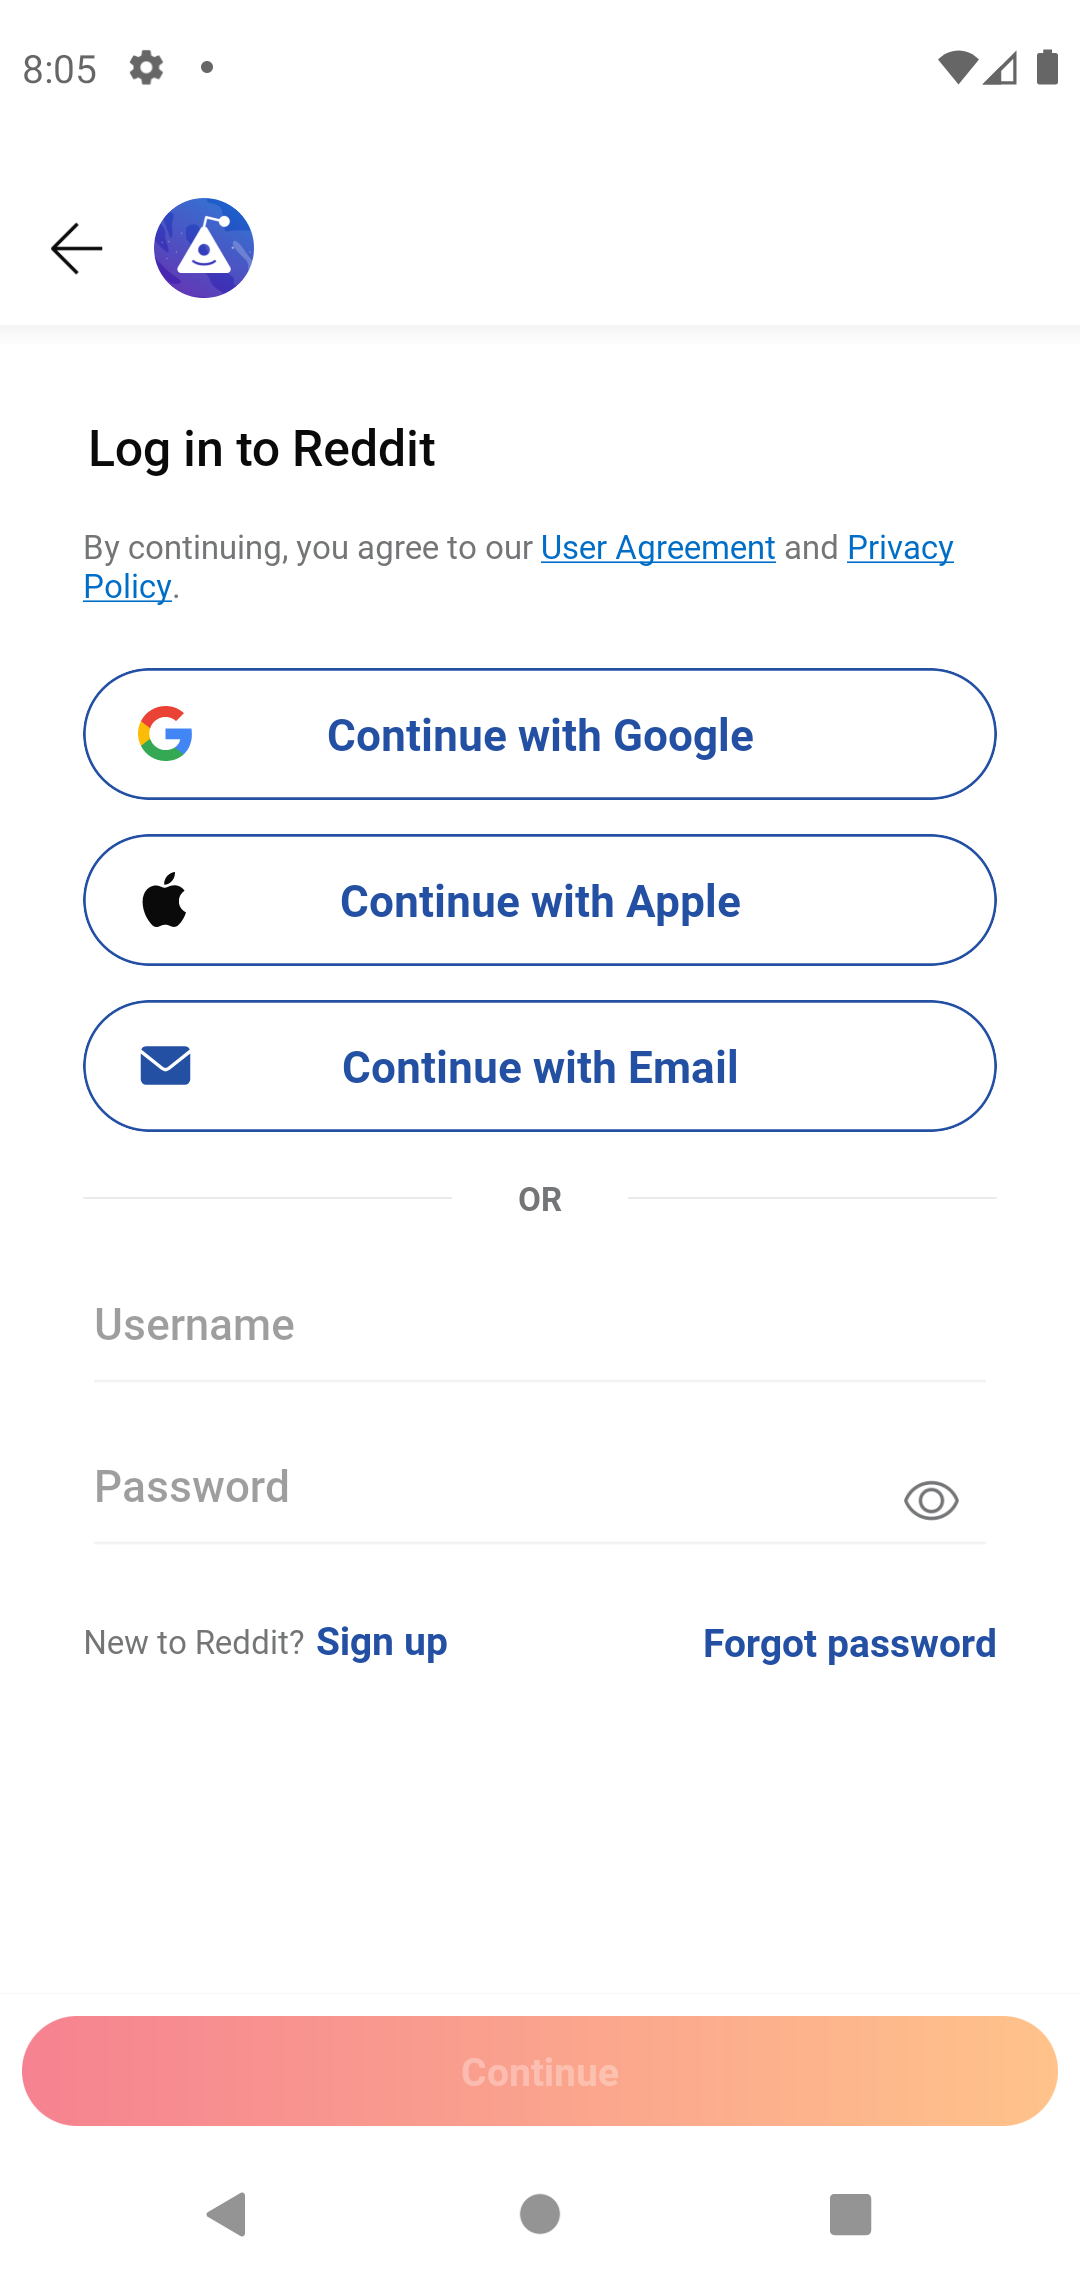 8:05
Log in to Reddit
By continuing, you agree to our User Agreement and Privacy
Policy.
Continue with Google
Continue with Apple
Continue with Email
OR
Username
Password
New to Reddit? Sign up
Forgot password
Continue